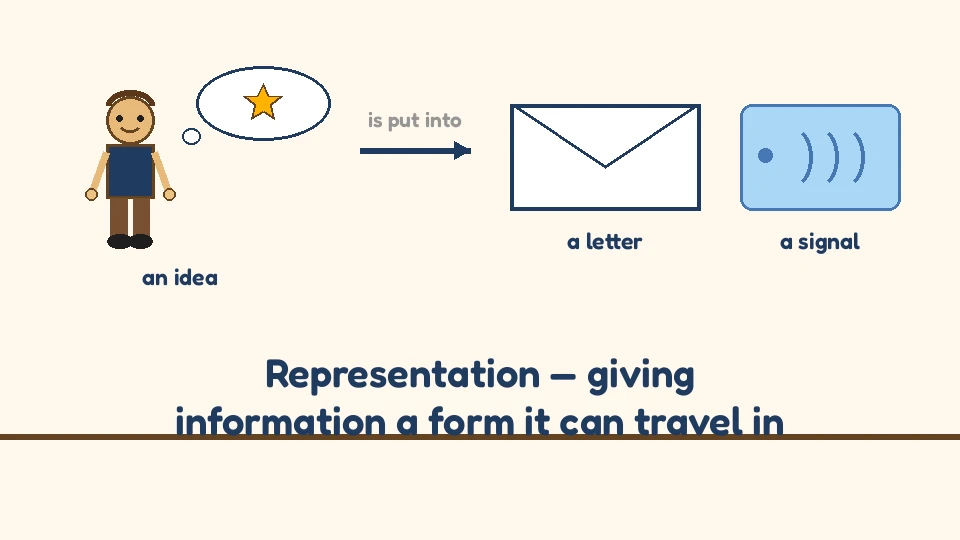 is put into
a letter
a signal
an idea
Representation — giving
information a form it can travel in